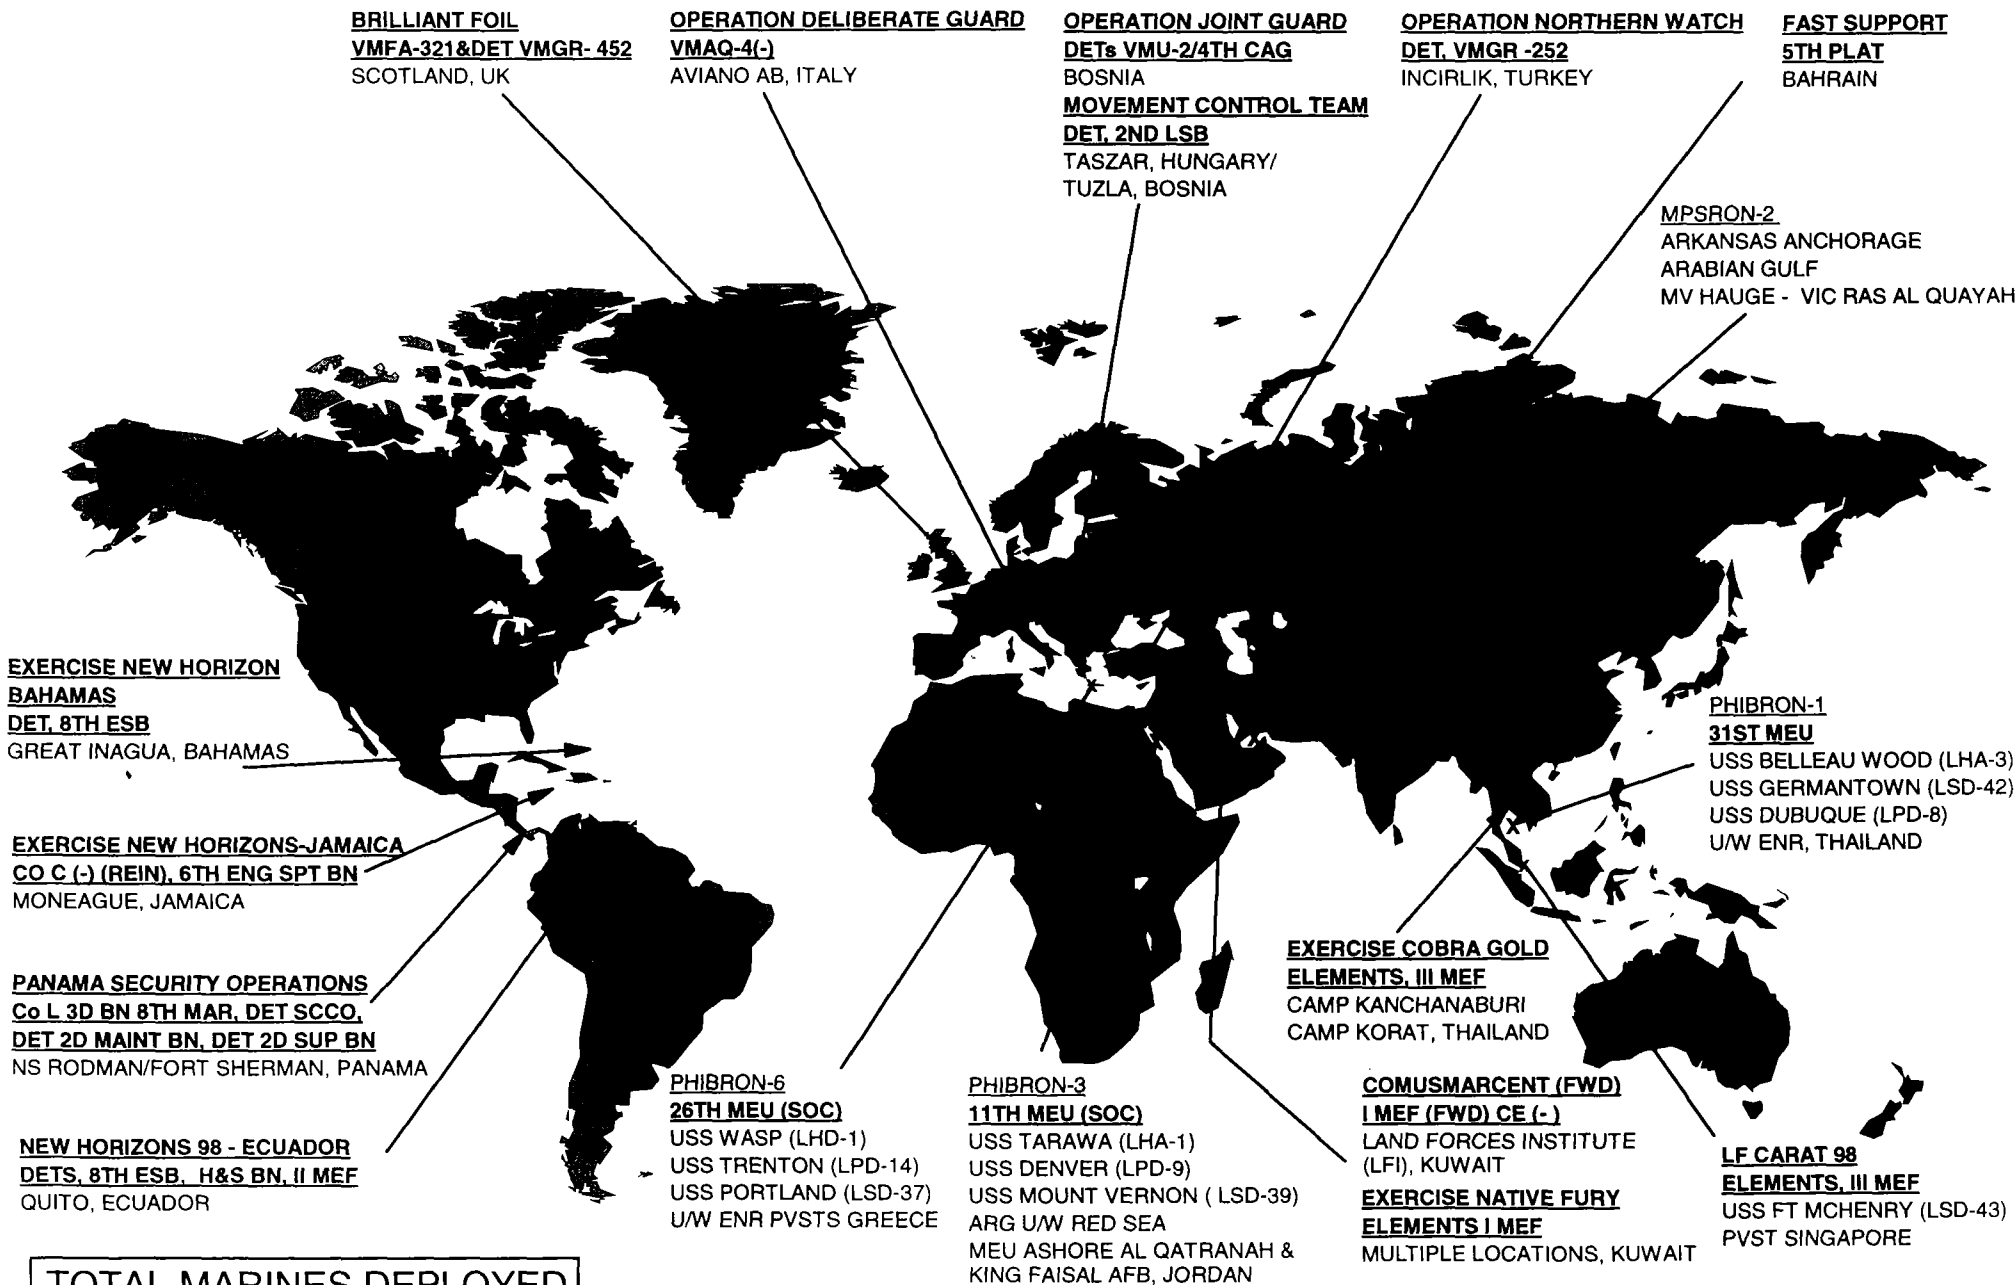 BRILLIANT FOIL
VMFA-321&DET VMGR- 452
SCOTLAND, UK
OPERATION DELIBERATE GUARD
VMAQ-4(-)
AVIANO AB, ITALY
OPERATION JOINT GUARD
DETs VMU-2/4TH CAG
BOSNIA
MOVEMENT CONTROL TEAM
DET, 2ND LSB
TASZAR, HUNGARY/
TUZLA, BOSNIA
OPERATION NORTHERN WATCH
DET, VMGR -252
INCIRLIK, TURKEY
FAST SUPPORT
5TH PLAT
BAHRAIN
MPSRON-2
ARKANSAS ANCHORAGE
ARABIAN GULF
MV HAUGE - VIC RAS AL QUAYAH
EXERCISE NEW HORIZON
BAHAMAS
DET, 8TH ESB
GREAT INAGUA, BAHAMAS
PHIBRON-1
31ST MEU
USS BELLEAU WOOD (LHA-3)
USS GERMANTOWN (LSD-42)
USS DUBUQUE (LPD-8)
U/W ENR, THAILAND
EXERCISE NEW HORIZONS-JAMAICA
CO C (-) (REIN), 6TH ENG SPT BN
MONEAGUE, JAMAICA
EXERCISE COBRA GOLD
ELEMENTS, III MEF
CAMP KANCHANABURI
CAMP KORAT, THAILAND
PANAMA SECURITY OPERATIONS
Co L 3D BN 8TH MAR, DET SCCO,
DET 2D MAINT BN, DET 2D SUP BN
NS RODMAN/FORT SHERMAN, PANAMA
NEW HORIZONS 98 - ECUADOR
DETS, 8TH ESB, H&S BN, II MEF
QUITO, ECUADOR
PHIBRON-6
26TH MEU (SOC)
USS WASP (LHD-1)
USS TRENTON (LPD-14)
USS PORTLAND (LSD-37)
U/W ENR PVSTS GREECE
PHIBRON-3
11TH MEU (SOC)
USS TARAWA (LHA-1)
USS DENVER (LPD-9)
USS MOUNT VERNON ( LSD-39)
ARG U/W RED SEA
MEU ASHORE AL QATRANAH &
KING FAISAL AFB, JORDAN
COMUSMARCENT (FWD)
I MEF (FWD) CE (- )
LAND FORCES INSTITUTE
(LFI), KUWAIT
EXERCISE NATIVE FURY
ELEMENTS I MEF
MULTIPLE LOCATIONS, KUWAIT
LF CARAT 98
ELEMENTS, III MEF
USS FT MCHENRY (LSD-43)
PVST SINGAPORE
TOTAL MARINES DEPLOYED